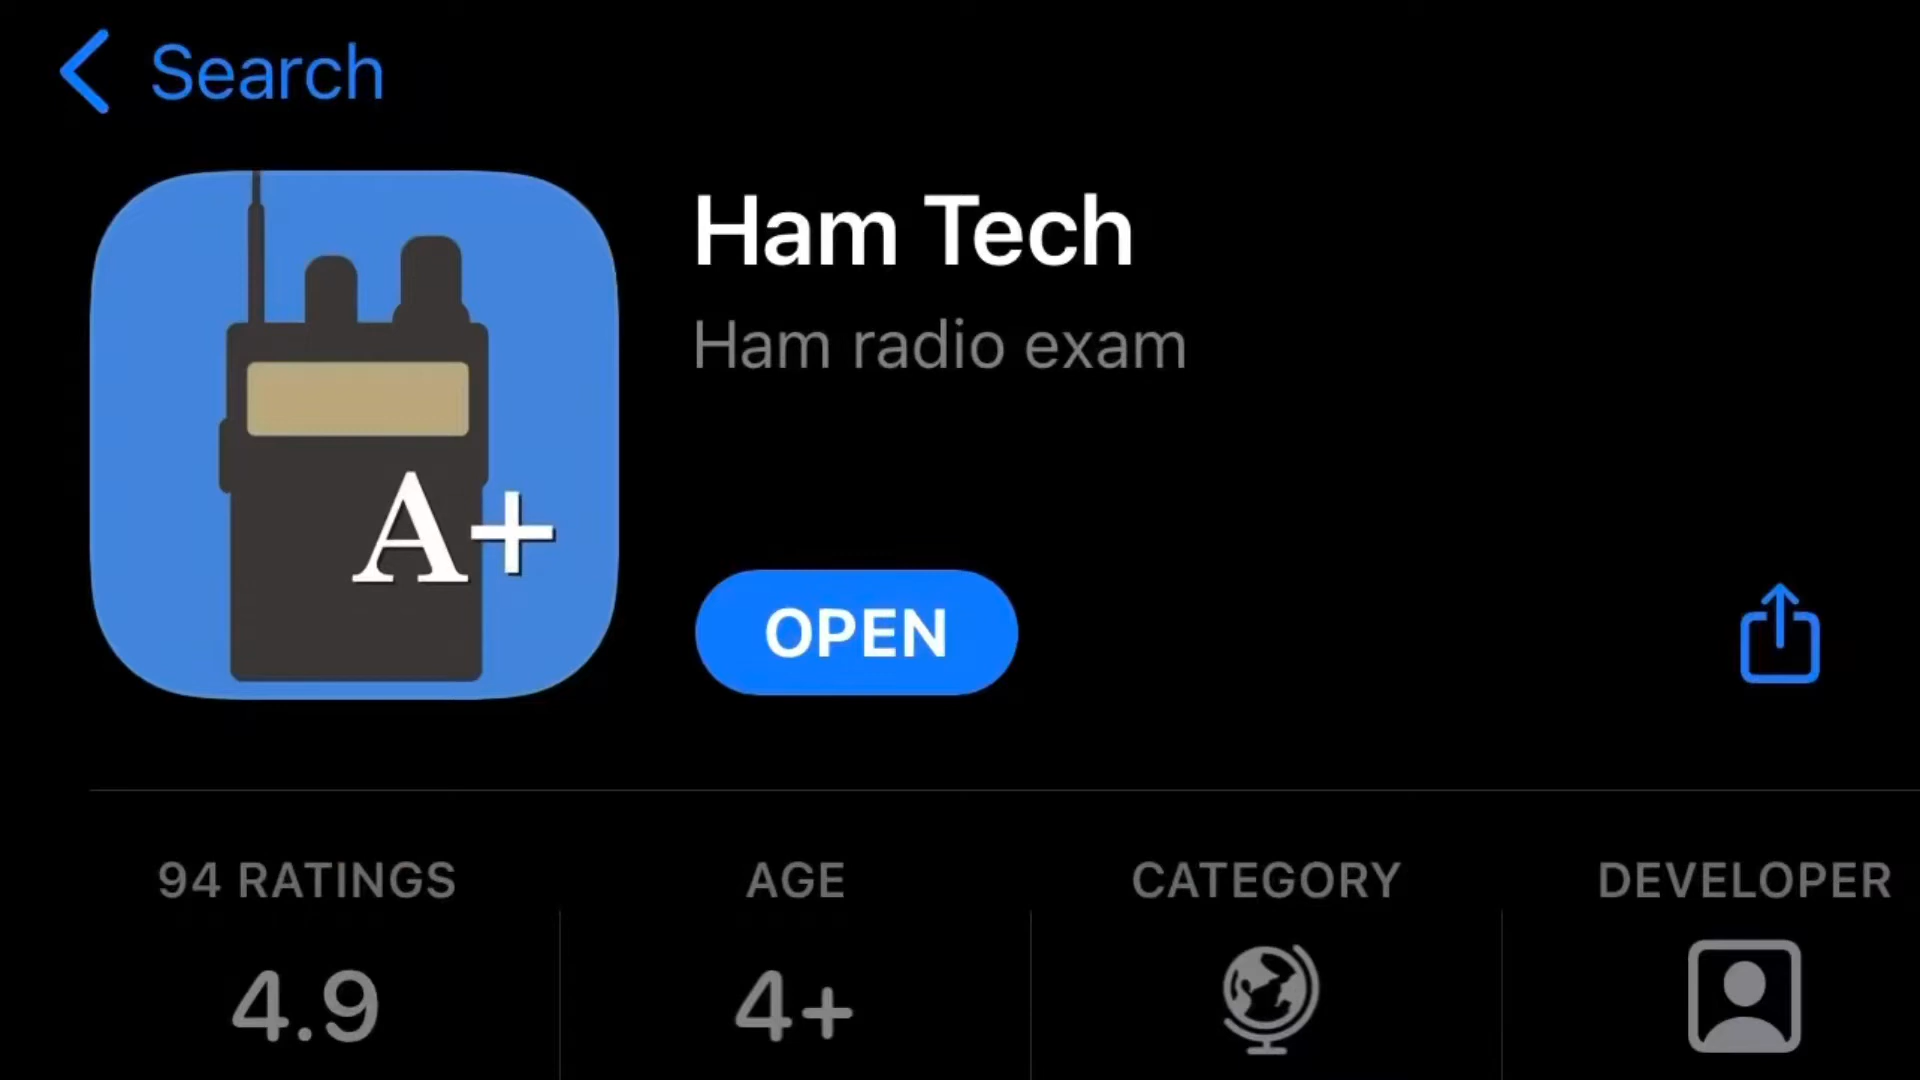 Search
Ham Tech
Ham radio exam
A+
OPEN
94 RATINGS
AGE
CATEGORY
DEVELOPER
4.9
4+